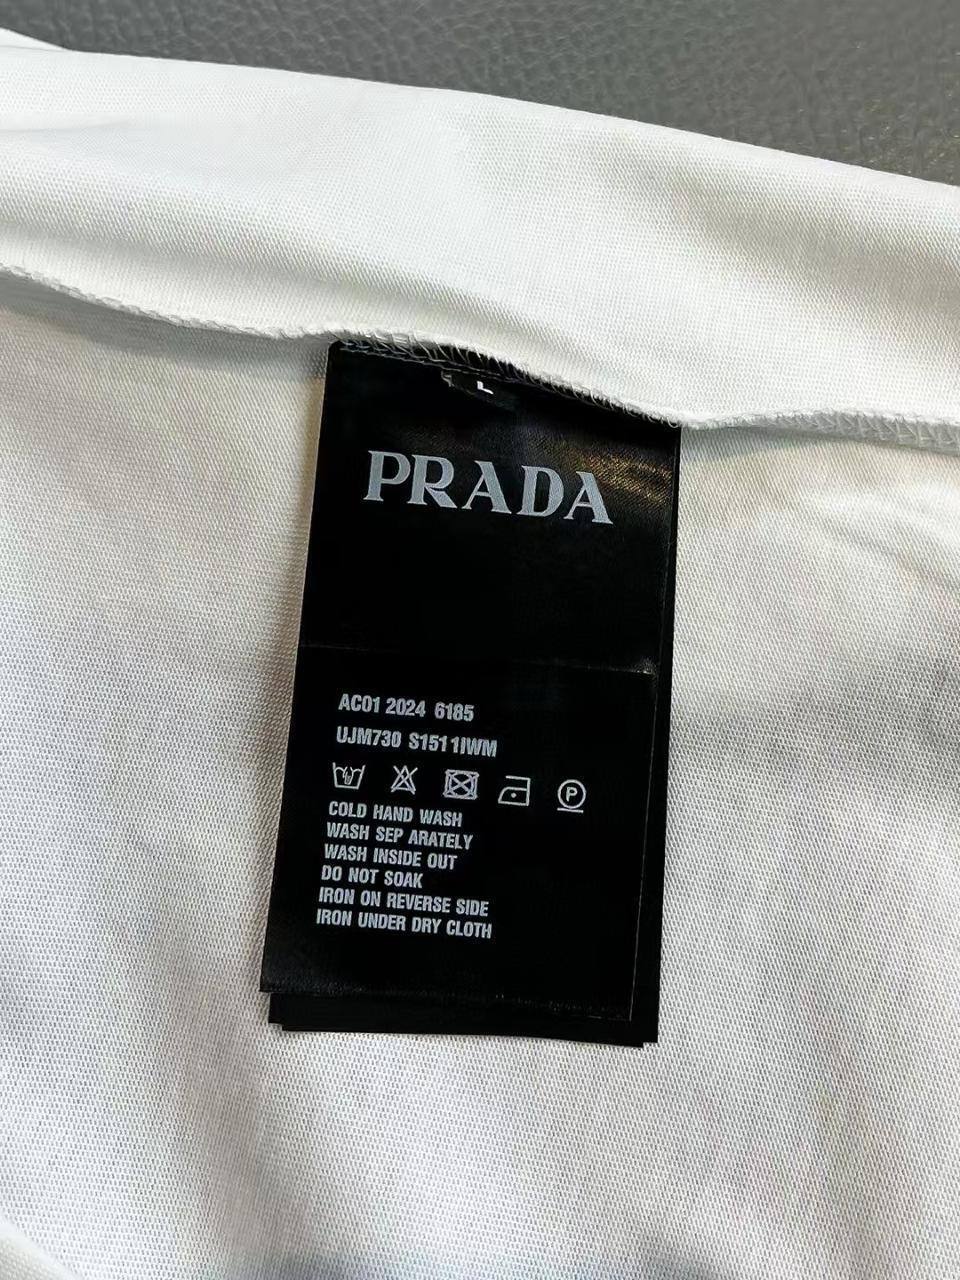 L
PRADA
AC01 2024 6185
UJM730 S1511IWM
P
COLD HAND WASH
WASH SEP ARATELY
WASH INSIDE OUT
DO NOT SOAK
IRON ON REVERSE SIDE
IRON UNDER DRY CLOTH